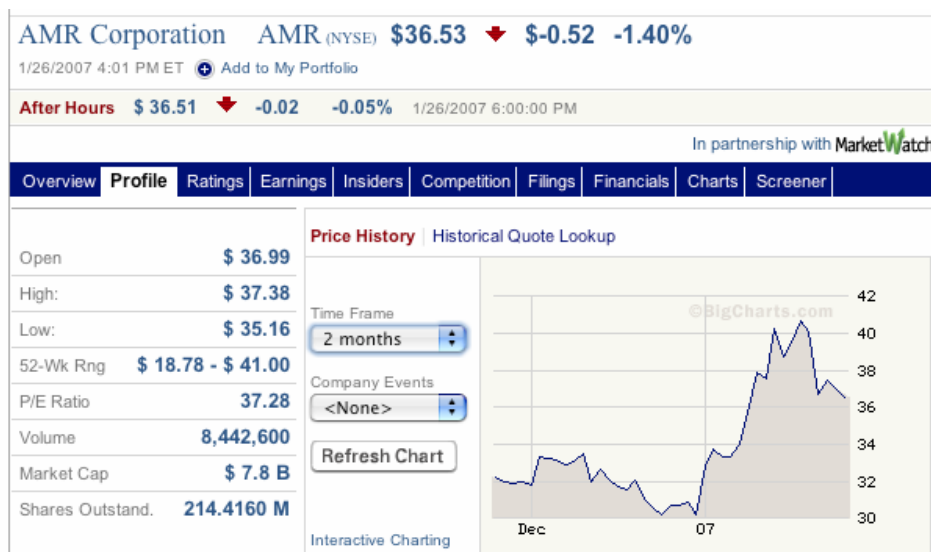 AMR Corporation AMR (NYSE) $36.53 $-0.52 -1.40%
1/26/2007 4:01 PM ET Add to My Portfolio
After Hours $ 36.51 -0.02 -0.05% 1/26/2007 6:00:00 PM
In partnership with MarketWatch
Overview Profile Ratings Earnings Insiders Competition Filings Financials Charts Screener
Price History Historical Quote Lookup
Open $ 36.99
High: $ 37.38
Low: $ 35.16
52-Wk Rng $ 18.78 - $ 41.00
P/E Ratio 37.28
Volume 8,442,600
Market Cap $ 7.8 B
Shares Outstand. 214.4160 M
Time Frame
2 months
Company Events
<None>
Refresh Chart
Interactive Charting
©BigCharts.com
42
40
38
36
34
32
30
Dec 07